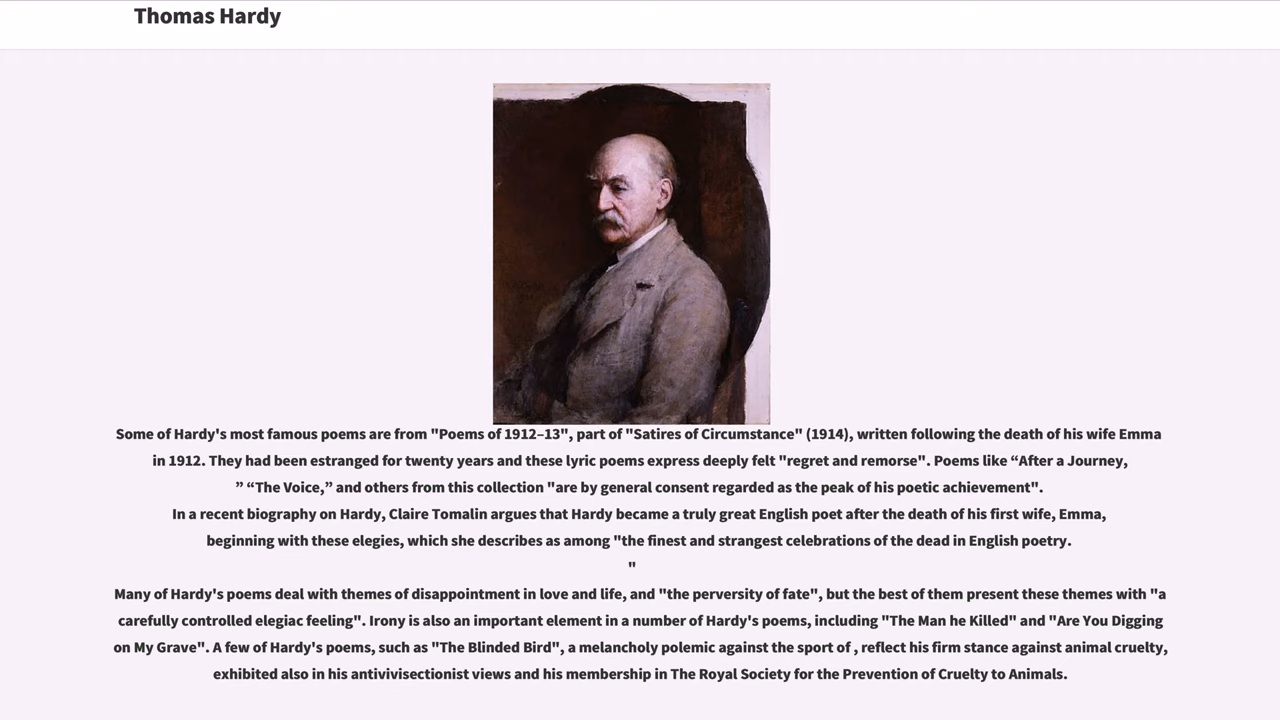 Thomas Hardy
Some of Hardy's most famous poems are from "Poems of 1912–13", part of "Satires of Circumstance" (1914), written following the death of his wife Emma
in 1912. They had been estranged for twenty years and these lyric poems express deeply felt "regret and remorse". Poems like “After a Journey,
” “The Voice,” and others from this collection "are by general consent regarded as the peak of his poetic achievement".
In a recent biography on Hardy, Claire Tomalin argues that Hardy became a truly great English poet after the death of his first wife, Emma,
beginning with these elegies, which she describes as among "the finest and strangest celebrations of the dead in English poetry.
"
Many of Hardy's poems deal with themes of disappointment in love and life, and "the perversity of fate", but the best of them present these themes with "a
carefully controlled elegiac feeling". Irony is also an important element in a number of Hardy's poems, including "The Man he Killed" and "Are You Digging
on My Grave". A few of Hardy's poems, such as "The Blinded Bird", a melancholy polemic against the sport of , reflect his firm stance against animal cruelty,
exhibited also in his antivivisectionist views and his membership in The Royal Society for the Prevention of Cruelty to Animals.